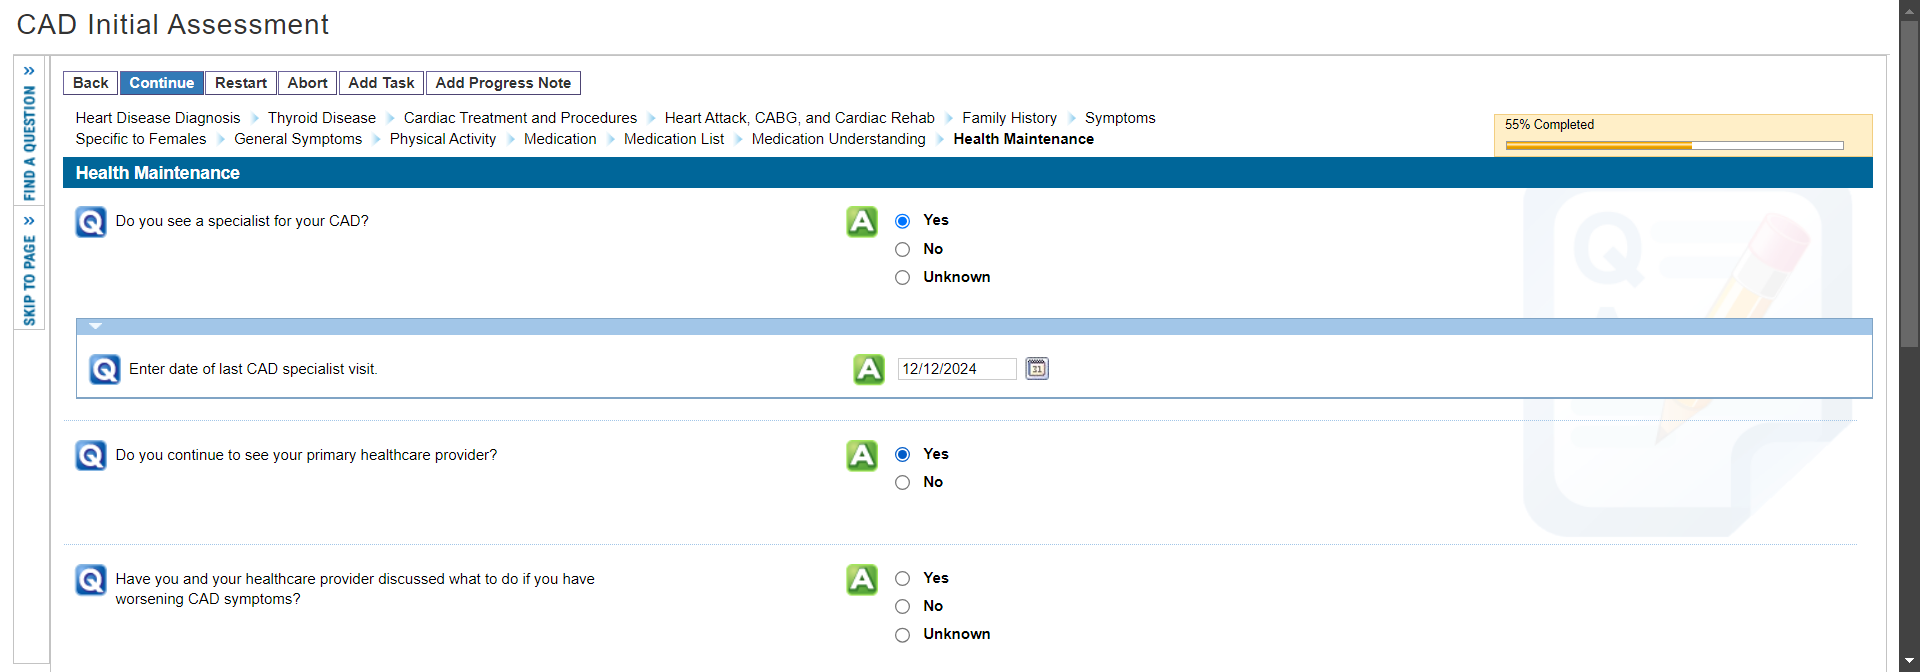 CAD Initial Assessment
FIND A QUESTION
SKIP TO PAGE
Back Continue Restart Abort Add Task Add Progress Note
Heart Disease Diagnosis Thyroid Disease Cardiac Treatment and Procedures Heart Attack, CABG, and Cardiac Rehab Family History Symptoms
Specific to Females General Symptoms Physical Activity Medication Medication List Medication Understanding Health Maintenance
55% Completed
Health Maintenance
Q Do you see a specialist for your CAD?
A Yes
No
Unknown
Q Enter date of last CAD specialist visit.
A 12/12/2024 31
Q Do you continue to see your primary healthcare provider?
A Yes
No
Q Have you and your healthcare provider discussed what to do if you have
worsening CAD symptoms?
A Yes
No
Unknown
Q
A